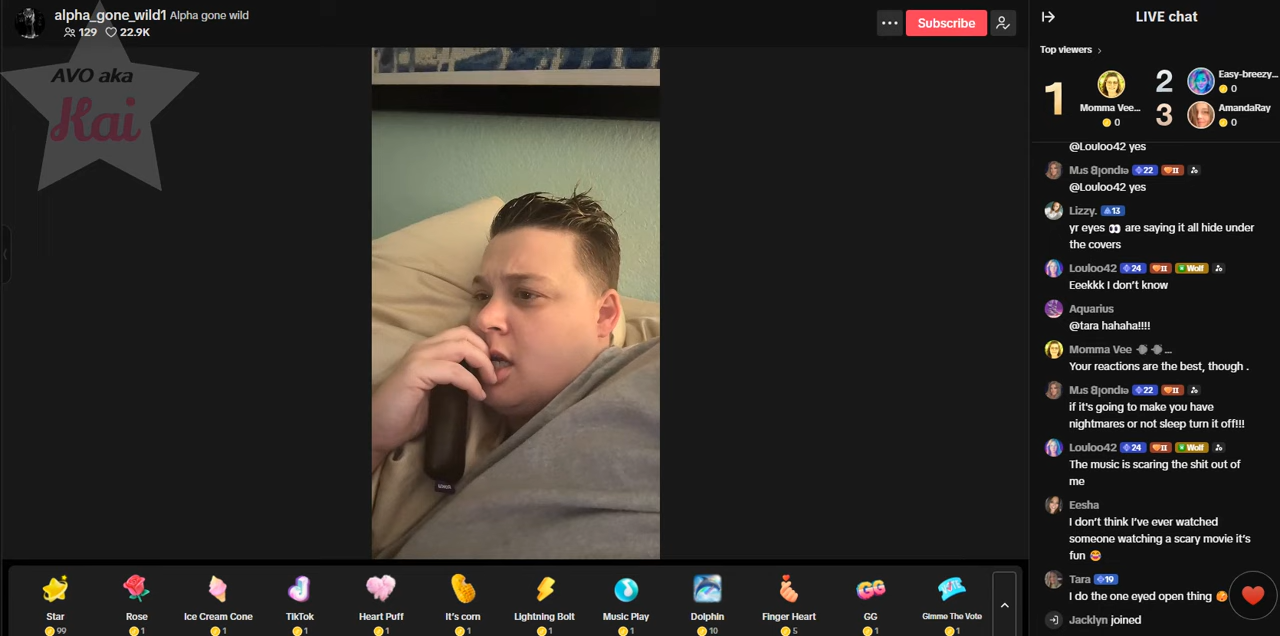 alpha_gone_wild1 Alpha gone wild
129 22.9K
Subscribe
AVO aka
Kai
LIVE chat
Top viewers
1
Momma Vee...
0
2
Easy-breezy...
0
3
AmandaRay
0
@Louloo42 yes
22 II
@Louloo42 yes
Lizzy. 13
yr eyes 👀 are saying it all hide under
the covers
Louloo42 24 II Wolf
Eeekkk I don't know
Aquarius
@tara hahaha!!!!
Momma Vee ...
Your reactions are the best, though .
22 II
if it's going to make you have
nightmares or not sleep turn it off!!!
Louloo42 24 II Wolf
The music is scaring the shit out of
me
Eesha
I don't think I've ever watched
someone watching a scary movie it's
fun
Tara 19
I do the one eyed open thing
Jacklyn joined
Star
99
Rose
1
Ice Cream Cone
1
TikTok
1
Heart Puff
1
It's corn
1
Lightning Bolt
1
Music Play
1
Dolphin
10
Finger Heart
5
GG
GG
1
Gimme The Vote
1